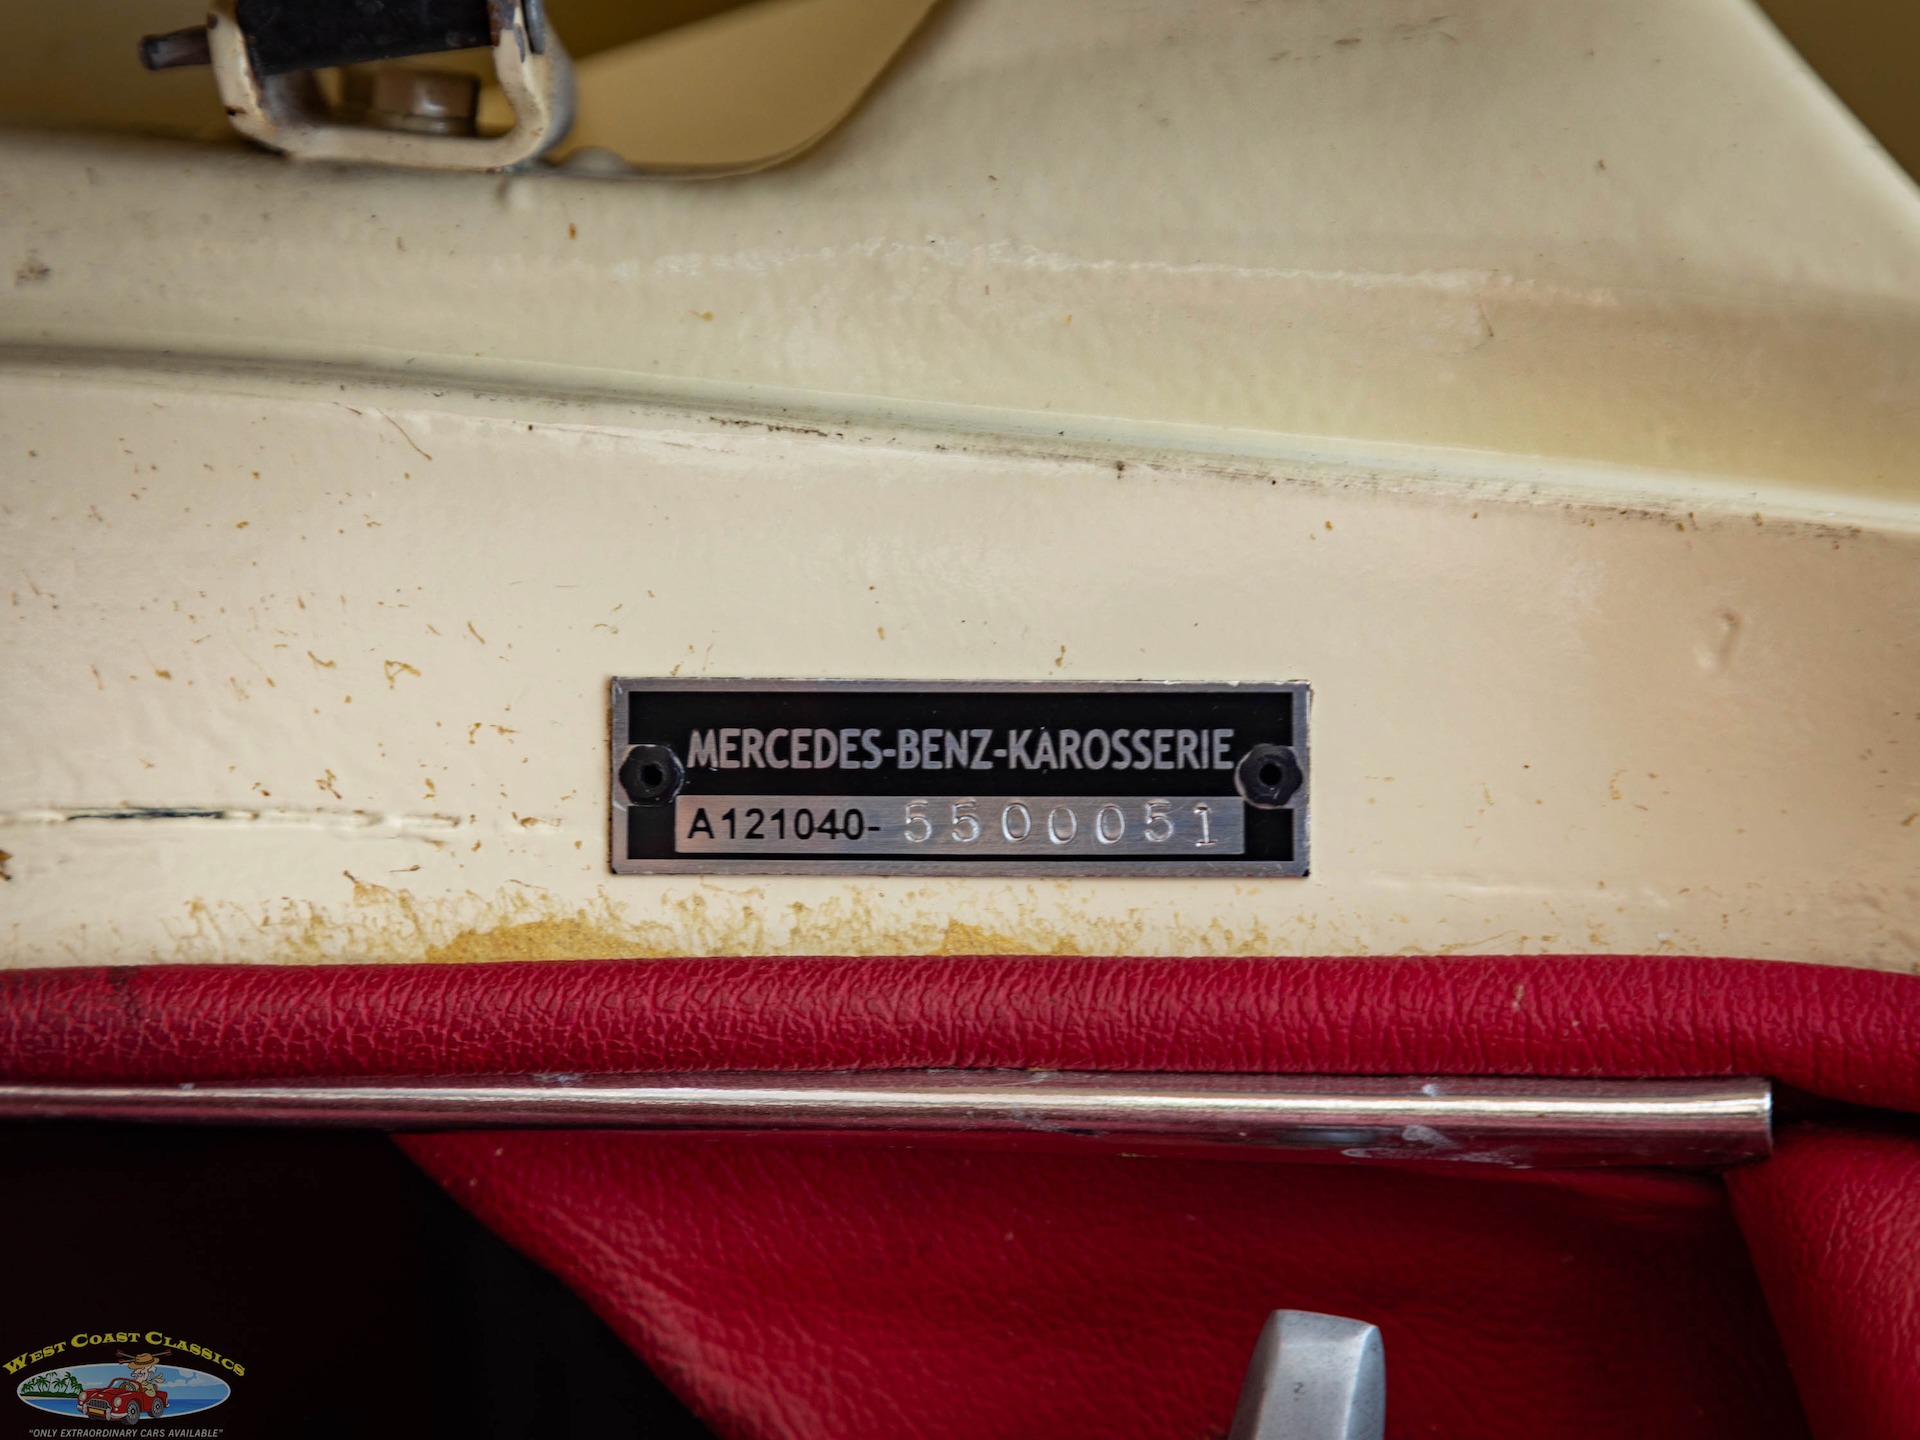 MERCEDES-BENZ-KAROSSERIE
A121040- 5500051
WEST COAST CLASSICS
"ONLY EXTRAORDINARY CARS AVAILABLE"